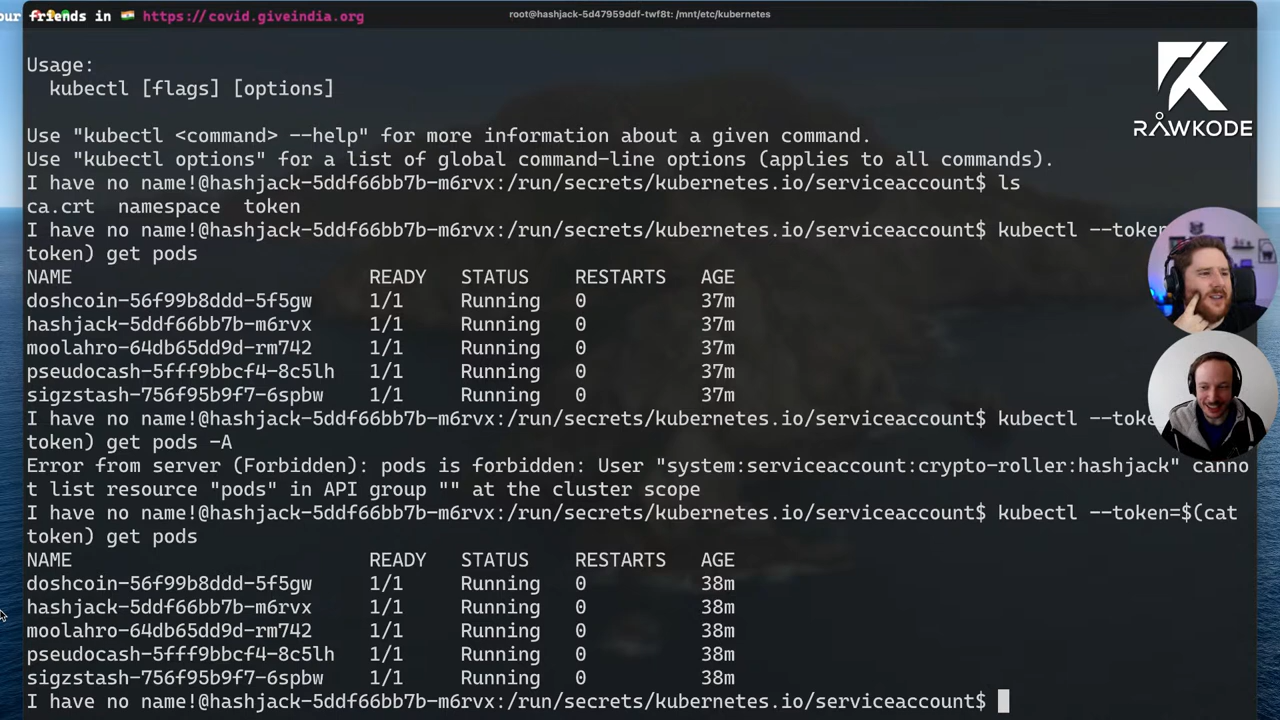 our friends in 🇮🇳 https://covid.giveindia.org
root@hashjack-5d47959ddf-twf8t: /mnt/etc/kubernetes
RAWKODE
Usage:
  kubectl [flags] [options]
Use "kubectl <command> --help" for more information about a given command.
Use "kubectl options" for a list of global command-line options (applies to all commands).
I have no name!@hashjack-5ddf66bb7b-m6rvx:/run/secrets/kubernetes.io/serviceaccount$ ls
ca.crt  namespace  token
I have no name!@hashjack-5ddf66bb7b-m6rvx:/run/secrets/kubernetes.io/serviceaccount$ kubectl --token
token) get pods
NAME                        READY   STATUS    RESTARTS   AGE
doshcoin-56f99b8ddd-5f5gw   1/1     Running   0          37m
hashjack-5ddf66bb7b-m6rvx   1/1     Running   0          37m
moolahro-64db65dd9d-rm742   1/1     Running   0          37m
pseudocash-5fff9bbcf4-8c5lh   1/1     Running   0          37m
sigzstash-756f95b9f7-6spbw   1/1     Running   0          37m
I have no name!@hashjack-5ddf66bb7b-m6rvx:/run/secrets/kubernetes.io/serviceaccount$ kubectl --token
token) get pods -A
Error from server (Forbidden): pods is forbidden: User "system:serviceaccount:crypto-roller:hashjack" canno
t list resource "pods" in API group "" at the cluster scope
I have no name!@hashjack-5ddf66bb7b-m6rvx:/run/secrets/kubernetes.io/serviceaccount$ kubectl --token=$(cat
token) get pods
NAME                        READY   STATUS    RESTARTS   AGE
doshcoin-56f99b8ddd-5f5gw   1/1     Running   0          38m
hashjack-5ddf66bb7b-m6rvx   1/1     Running   0          38m
moolahro-64db65dd9d-rm742   1/1     Running   0          38m
pseudocash-5fff9bbcf4-8c5lh   1/1     Running   0          38m
sigzstash-756f95b9f7-6spbw   1/1     Running   0          38m
I have no name!@hashjack-5ddf66bb7b-m6rvx:/run/secrets/kubernetes.io/serviceaccount$